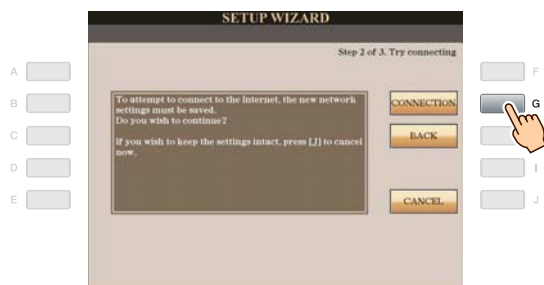 SETUP WIZARD
Step 2 of 3. Try connecting
A
F
To attempt to connect to the Internet, the new network
CONNECTION
B
G
settings must be saved.
Do you wish to continue?
C
BACK
If you wish to keep the settings intact, press [J] to cancel
now.
D
I
E
CANCEL
J